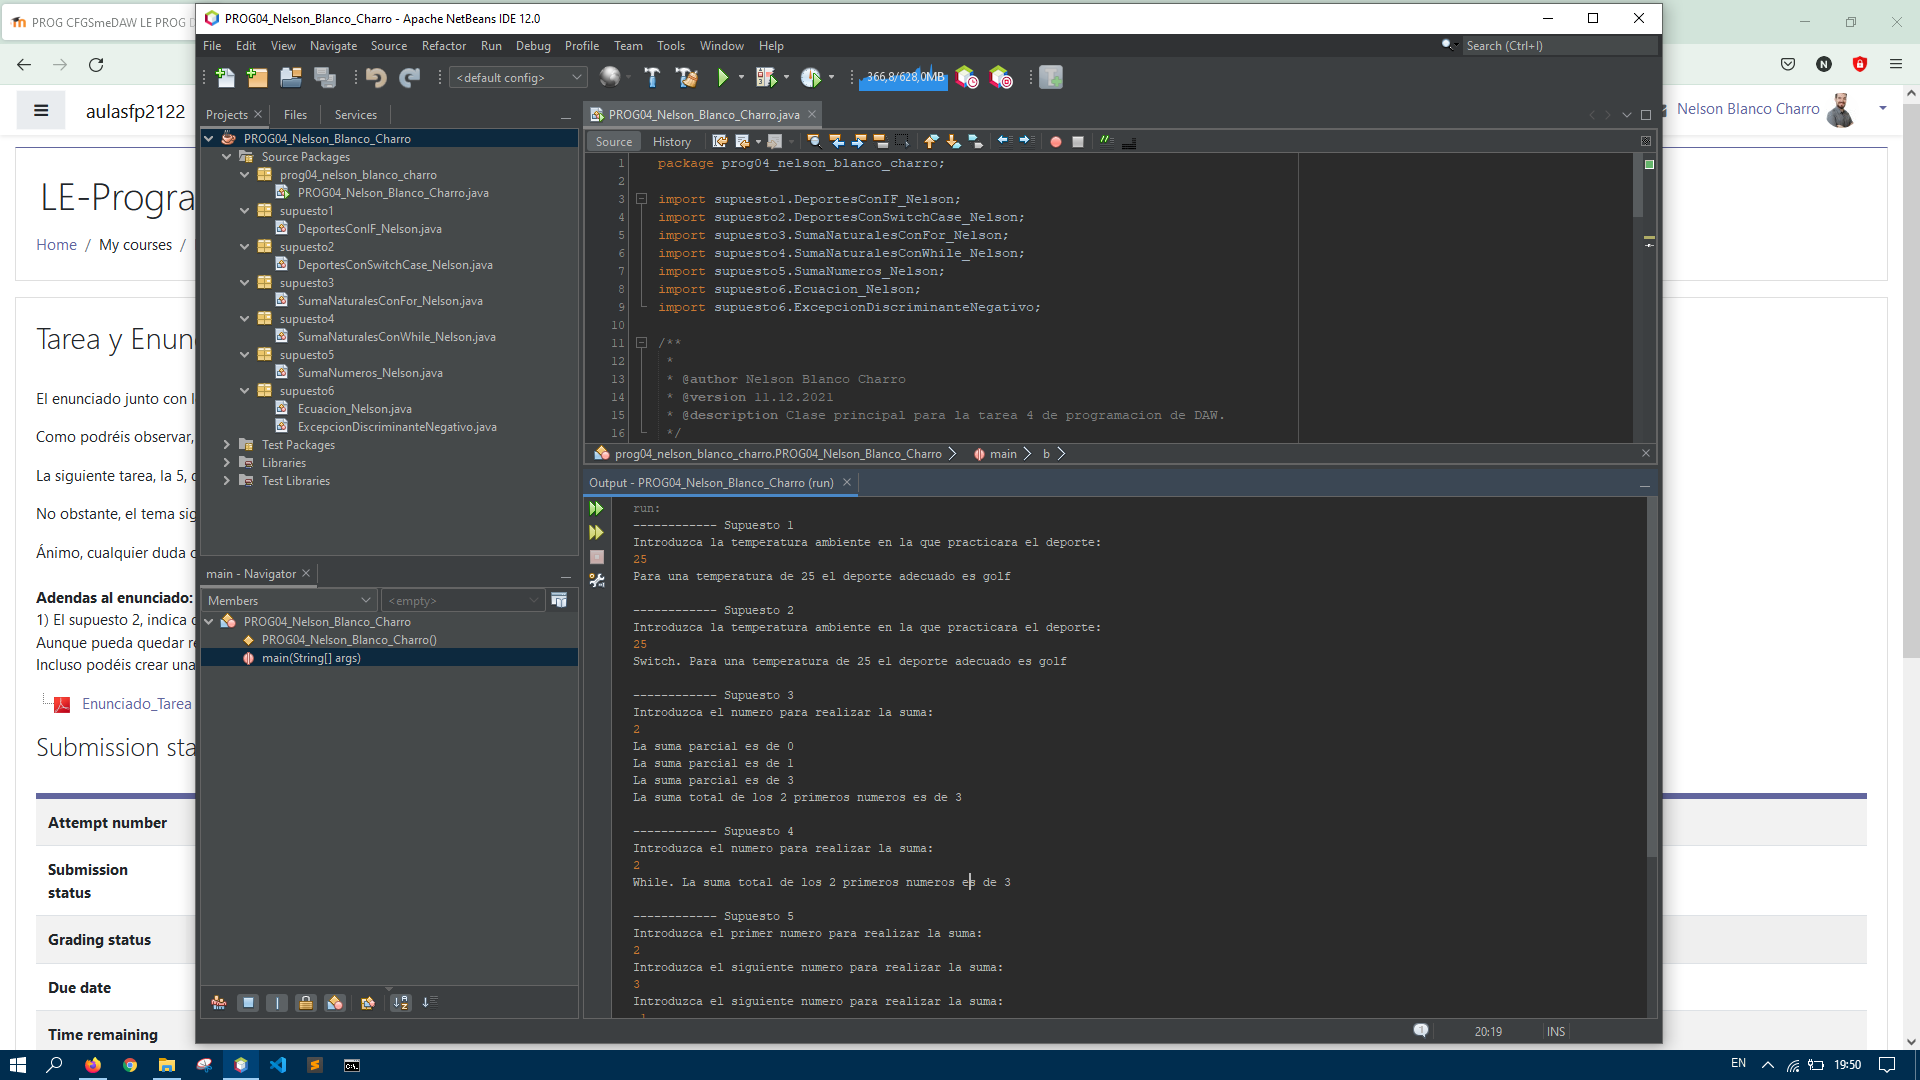 PROG CFGSmeDAW LE PROG
PROG04_Nelson_Blanco_Charro - Apache NetBeans IDE 12.0
File Edit View Navigate Source Refactor Run Debug Profile Team Tools Window Help
Search (Ctrl+I)
<default config>
366,8/628,0MB
aulasfp2122
Nelson Blanco Charro
Projects Files Services
PROG04_Nelson_Blanco_Charro
Source Packages
prog04_nelson_blanco_charro
PROG04_Nelson_Blanco_Charro.java
supuesto1
DeportesConIF_Nelson.java
supuesto2
DeportesConSwitchCase_Nelson.java
supuesto3
SumaNaturalesConFor_Nelson.java
supuesto4
SumaNaturalesConWhile_Nelson.java
supuesto5
SumaNumeros_Nelson.java
supuesto6
Ecuacion_Nelson.java
ExcepcionDiscriminanteNegativo.java
Test Packages
Libraries
Test Libraries
main - Navigator
Members
<empty>
PROG04_Nelson_Blanco_Charro
PROG04_Nelson_Blanco_Charro()
main(String[] args)
PROG04_Nelson_Blanco_Charro.java
Source History
1 package prog04_nelson_blanco_charro;
2
3 import supuesto1.DeportesConIF_Nelson;
4 import supuesto2.DeportesConSwitchCase_Nelson;
5 import supuesto3.SumaNaturalesConFor_Nelson;
6 import supuesto4.SumaNaturalesConWhile_Nelson;
7 import supuesto5.SumaNumeros_Nelson;
8 import supuesto6.Ecuacion_Nelson;
9 import supuesto6.ExcepcionDiscriminanteNegativo;
10
11 /**
12 *
13 * @author Nelson Blanco Charro
14 * @version 11.12.2021
15 * @description Clase principal para la tarea 4 de programacion de DAW.
16 */
prog04_nelson_blanco_charro.PROG04_Nelson_Blanco_Charro main b
Output - PROG04_Nelson_Blanco_Charro (run)
run:
------------ Supuesto 1
Introduzca la temperatura ambiente en la que practicara el deporte:
25
Para una temperatura de 25 el deporte adecuado es golf
------------ Supuesto 2
Introduzca la temperatura ambiente en la que practicara el deporte:
25
Switch. Para una temperatura de 25 el deporte adecuado es golf
------------ Supuesto 3
Introduzca el numero para realizar la suma:
2
La suma parcial es de 0
La suma parcial es de 1
La suma parcial es de 3
La suma total de los 2 primeros numeros es de 3
------------ Supuesto 4
Introduzca el numero para realizar la suma:
2
While. La suma total de los 2 primeros numeros es de 3
------------ Supuesto 5
Introduzca el primer numero para realizar la suma:
2
Introduzca el siguiente numero para realizar la suma:
3
Introduzca el siguiente numero para realizar la suma:
20:19 INS
LE-Progra
Home / My courses /
Tarea y Enun
El enunciado junto con l
Como podréis observar,
La siguiente tarea, la 5,
No obstante, el tema sig
Ánimo, cualquier duda
Adendas al enunciado:
1) El supuesto 2, indica
Aunque pueda quedar re
Incluso podéis crear una
Enunciado_Tarea
Submission sta
Attempt number
Submission
status
Grading status
Due date
Time remaining
EN 19:50